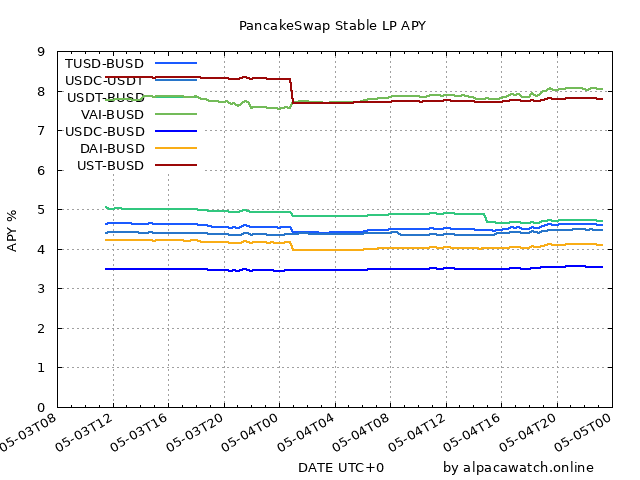 PancakeSwap Stable LP APY
9
8
7
6
5
4
3
2
1
0
APY %
TUSD-BUSD
USDC-USDT
USDT-BUSD
VAI-BUSD
USDC-BUSD
DAI-BUSD
UST-BUSD
05-03T08
05-03T12
05-03T16
05-03T20
05-04T00
05-04T04
05-04T08
05-04T12
05-04T16
05-04T20
05-05T00
DATE UTC+0
by alpacawatch.online